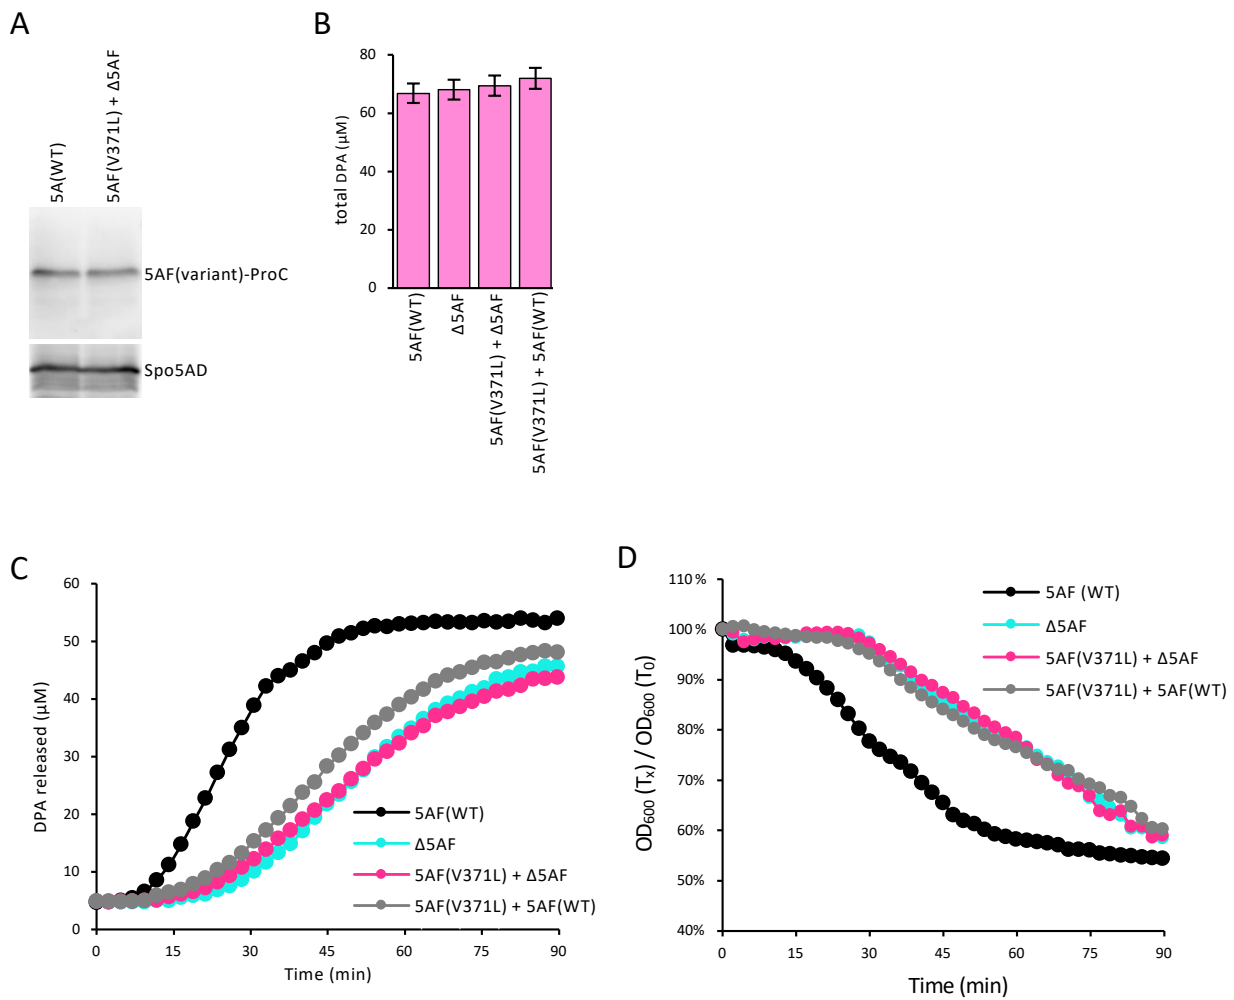 A
5A(WT)
5AF(V371L) + Δ5AF
5AF(variant)-ProC
Spo5AD
B
total DPA (μM)
80
60
40
20
0
5AF(WT)
Δ5AF
5AF(V371L) + Δ5AF
5AF(V371L) + 5AF(WT)
C
DPA released (μM)
60
50
40
30
20
10
0
0 15 30 45 60 75 90
Time (min)
5AF(WT)
Δ5AF
5AF(V371L) + Δ5AF
5AF(V371L) + 5AF(WT)
D
OD600 (Tx) / OD600 (T0)
110%
100%
90%
80%
70%
60%
50%
40%
0 15 30 45 60 75 90
Time (min)
5AF (WT)
Δ5AF
5AF(V371L) + Δ5AF
5AF(V371L) + 5AF(WT)